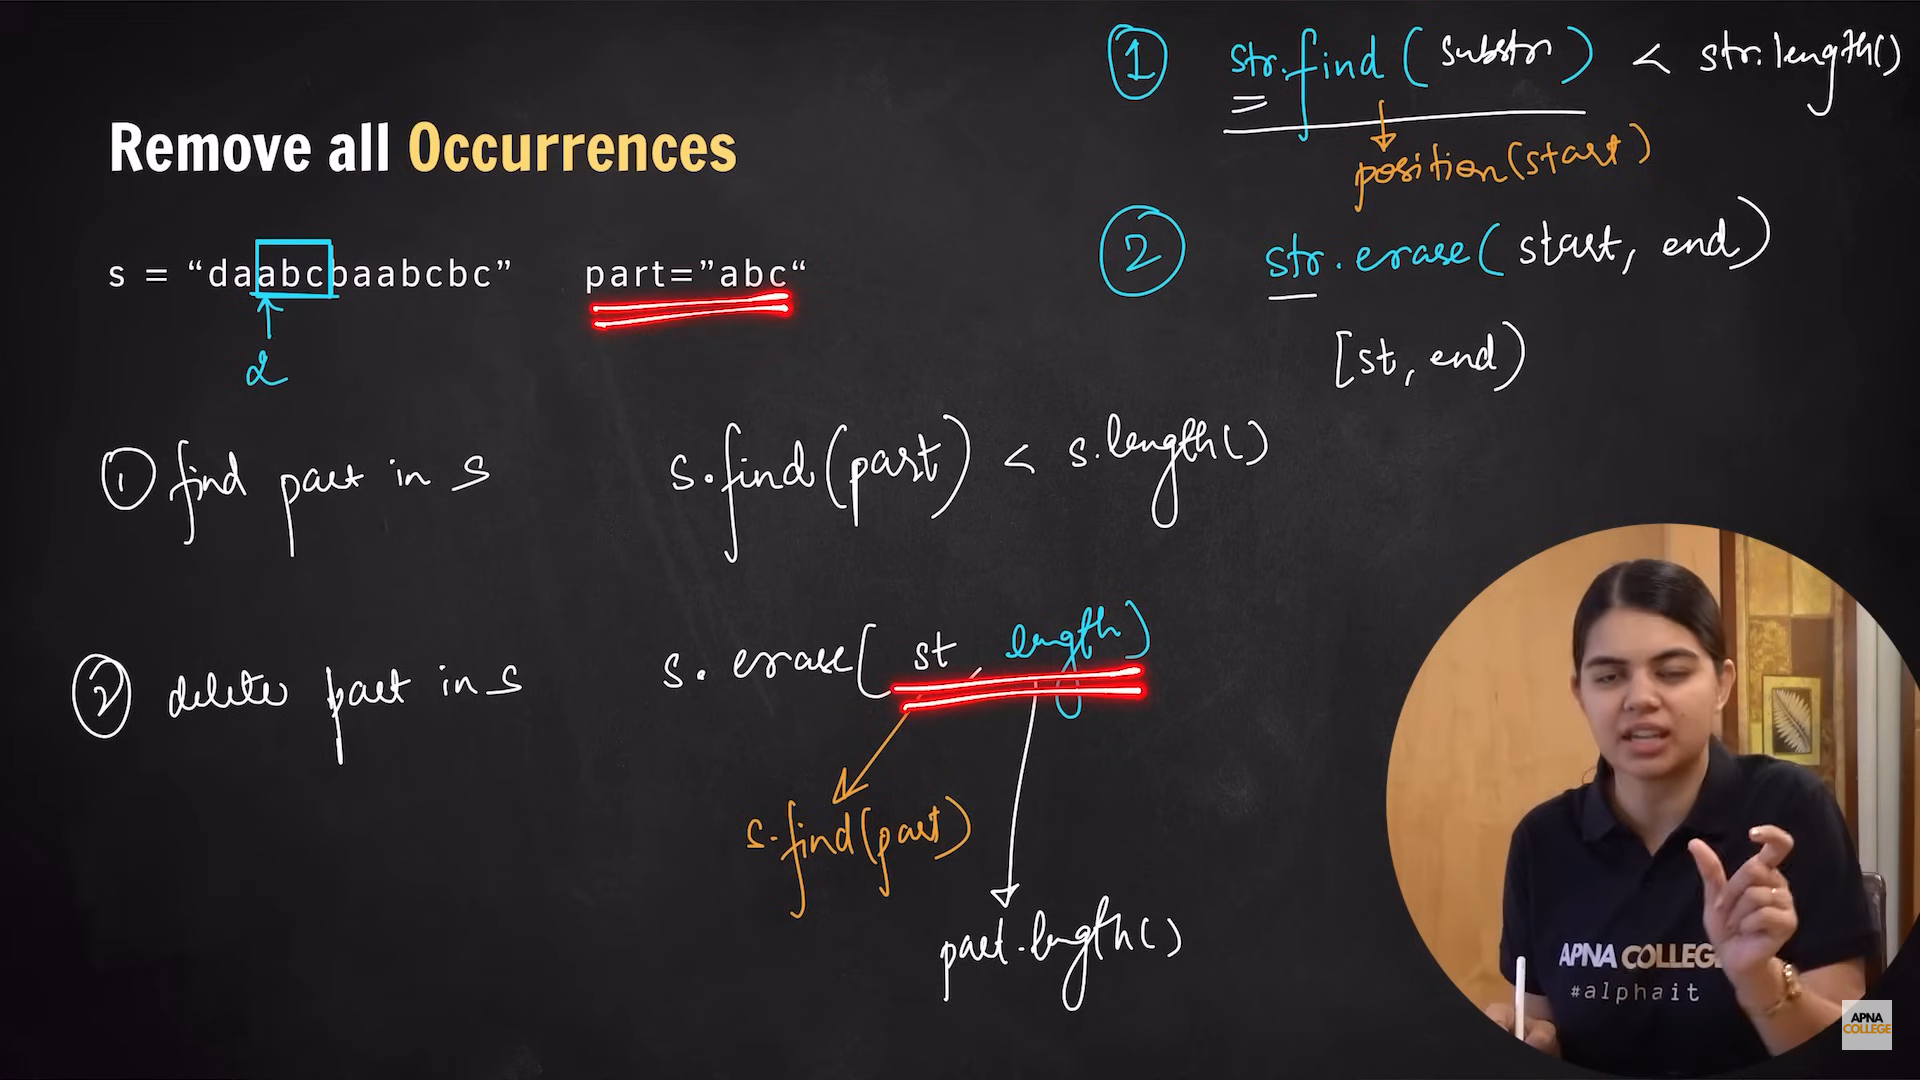 ① str.find(substr) < str.length()
position(start)
Remove all Occurrences
② str.erase(start, end)
[st, end)
s = “daabcbaabcbc” part=”abc“
2
① find part in s s.find(part) < s.length()
② delete part in s s.erase(st, length)
s.find(part)
part.length()
APNA COLLEG
#alphait
APNA
COLLEGE